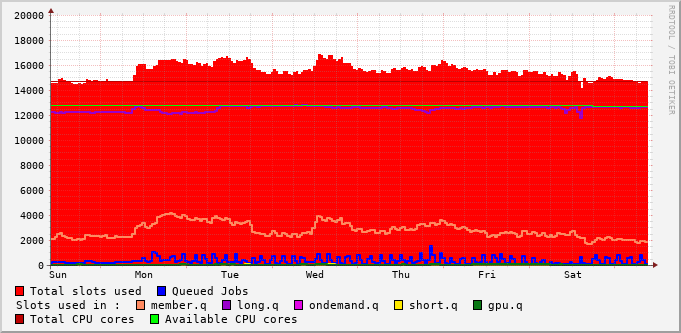 20000
18000
16000
14000
12000
10000
8000
6000
4000
2000
0
Sun Mon Tue Wed Thu Fri Sat
RRDTOOL / TOBI OETIKER
Total slots used Queued Jobs
Slots used in : member.q long.q ondemand.q short.q gpu.q
Total CPU cores Available CPU cores